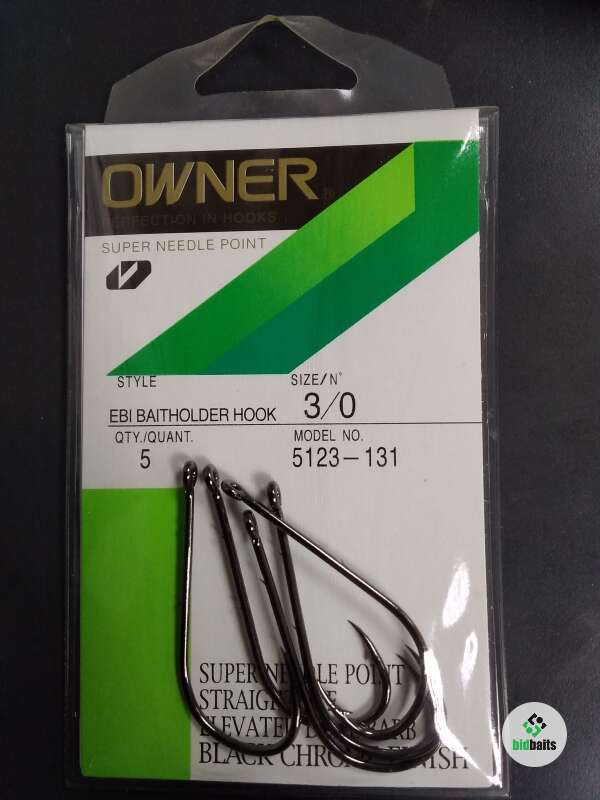 OWNER®
PERFECTION IN HOOKS
SUPER NEEDLE POINT
STYLE
SIZE/N°
EBI BAITHOLDER HOOK
3/0
QTY./QUANT.
MODEL NO.
5
5123-131
SUPER NEEDLE POINT
STRAIGHT
ELEVATED BARB
BLACK CHROME FINISH
bidbaits